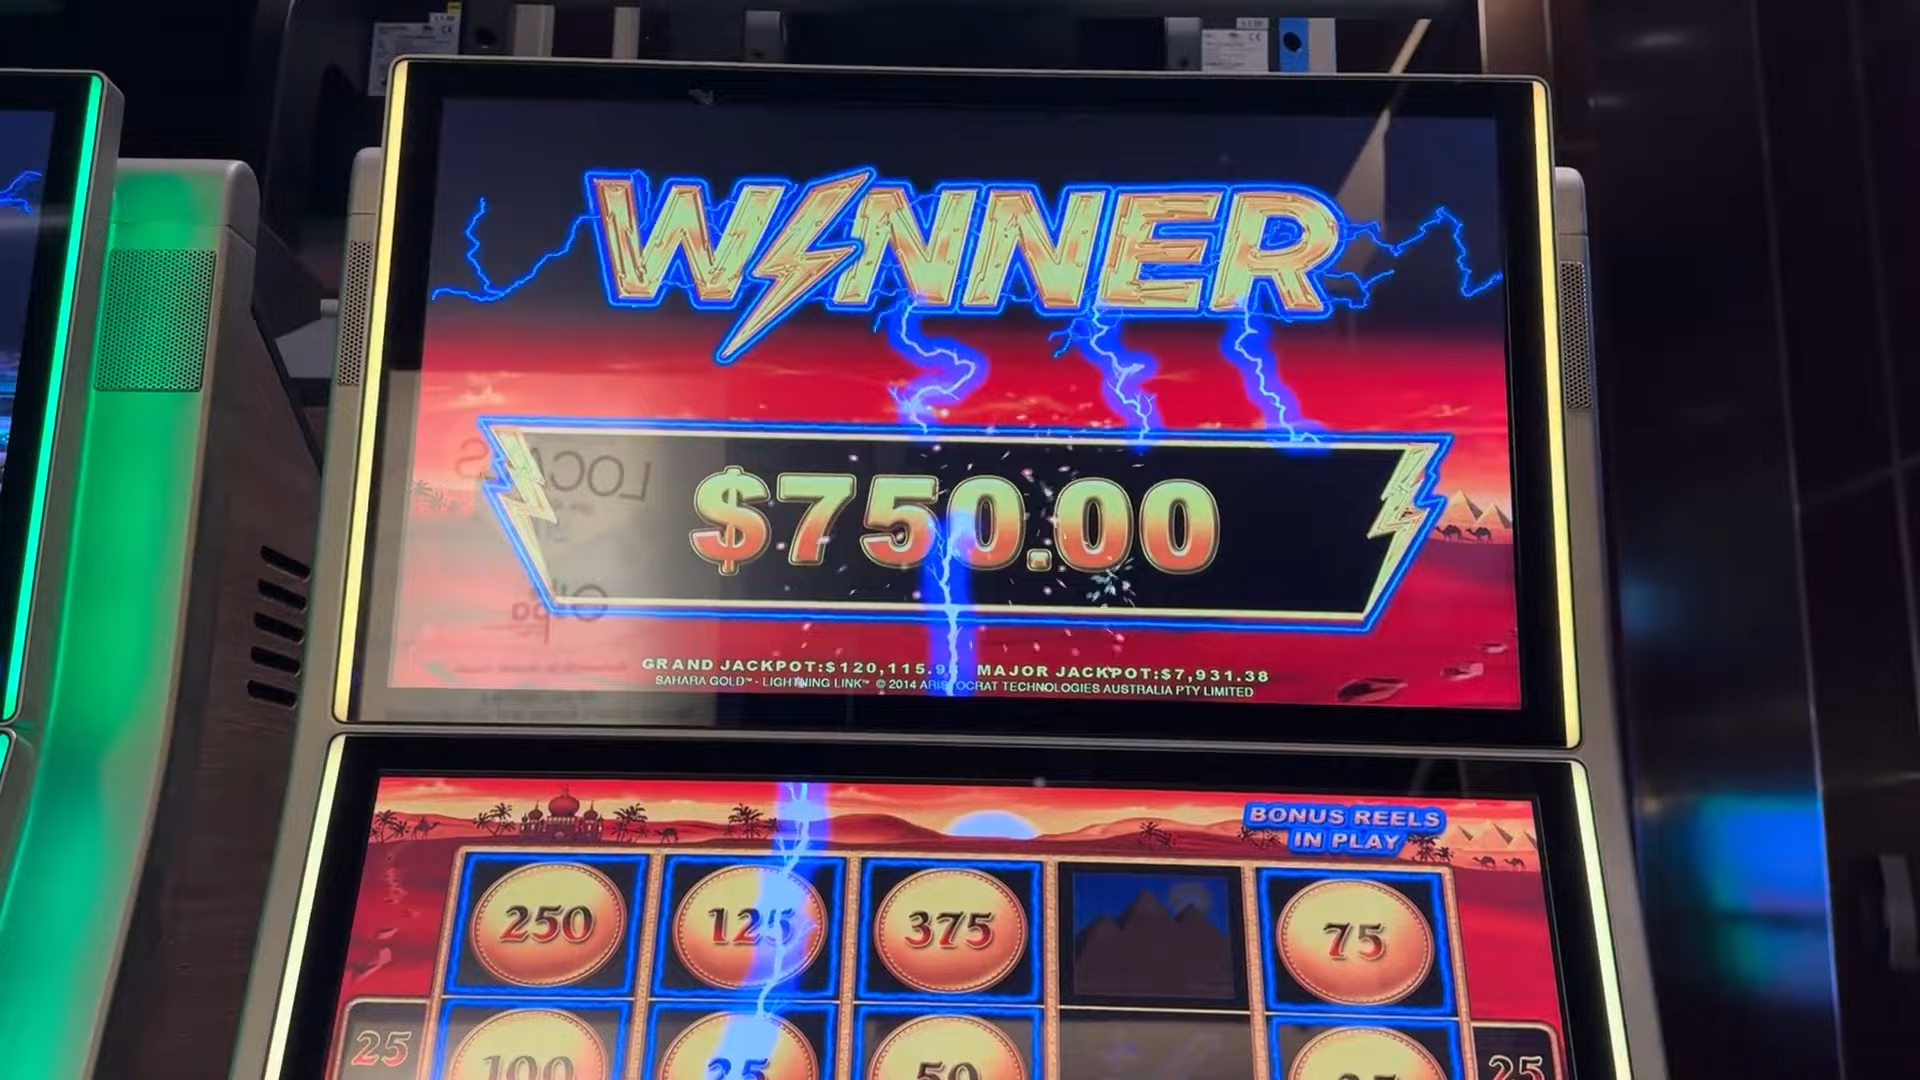 WINNER
$750.00
GRAND JACKPOT:$120,115.9 MAJOR JACKPOT:$7,931.38
SAHARA GOLD™ - LIGHTNING LINK™ © 2014 ARISTOCRAT TECHNOLOGIES AUSTRALIA PTY LIMITED
BONUS REELS
IN PLAY
250 125 375 75
25 100 25 50 25
LOCALS